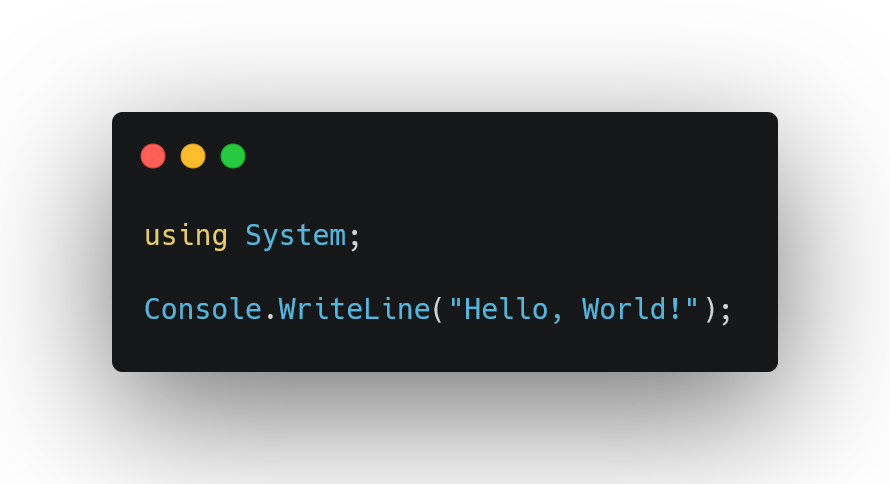 using System;
Console.WriteLine("Hello, World!");